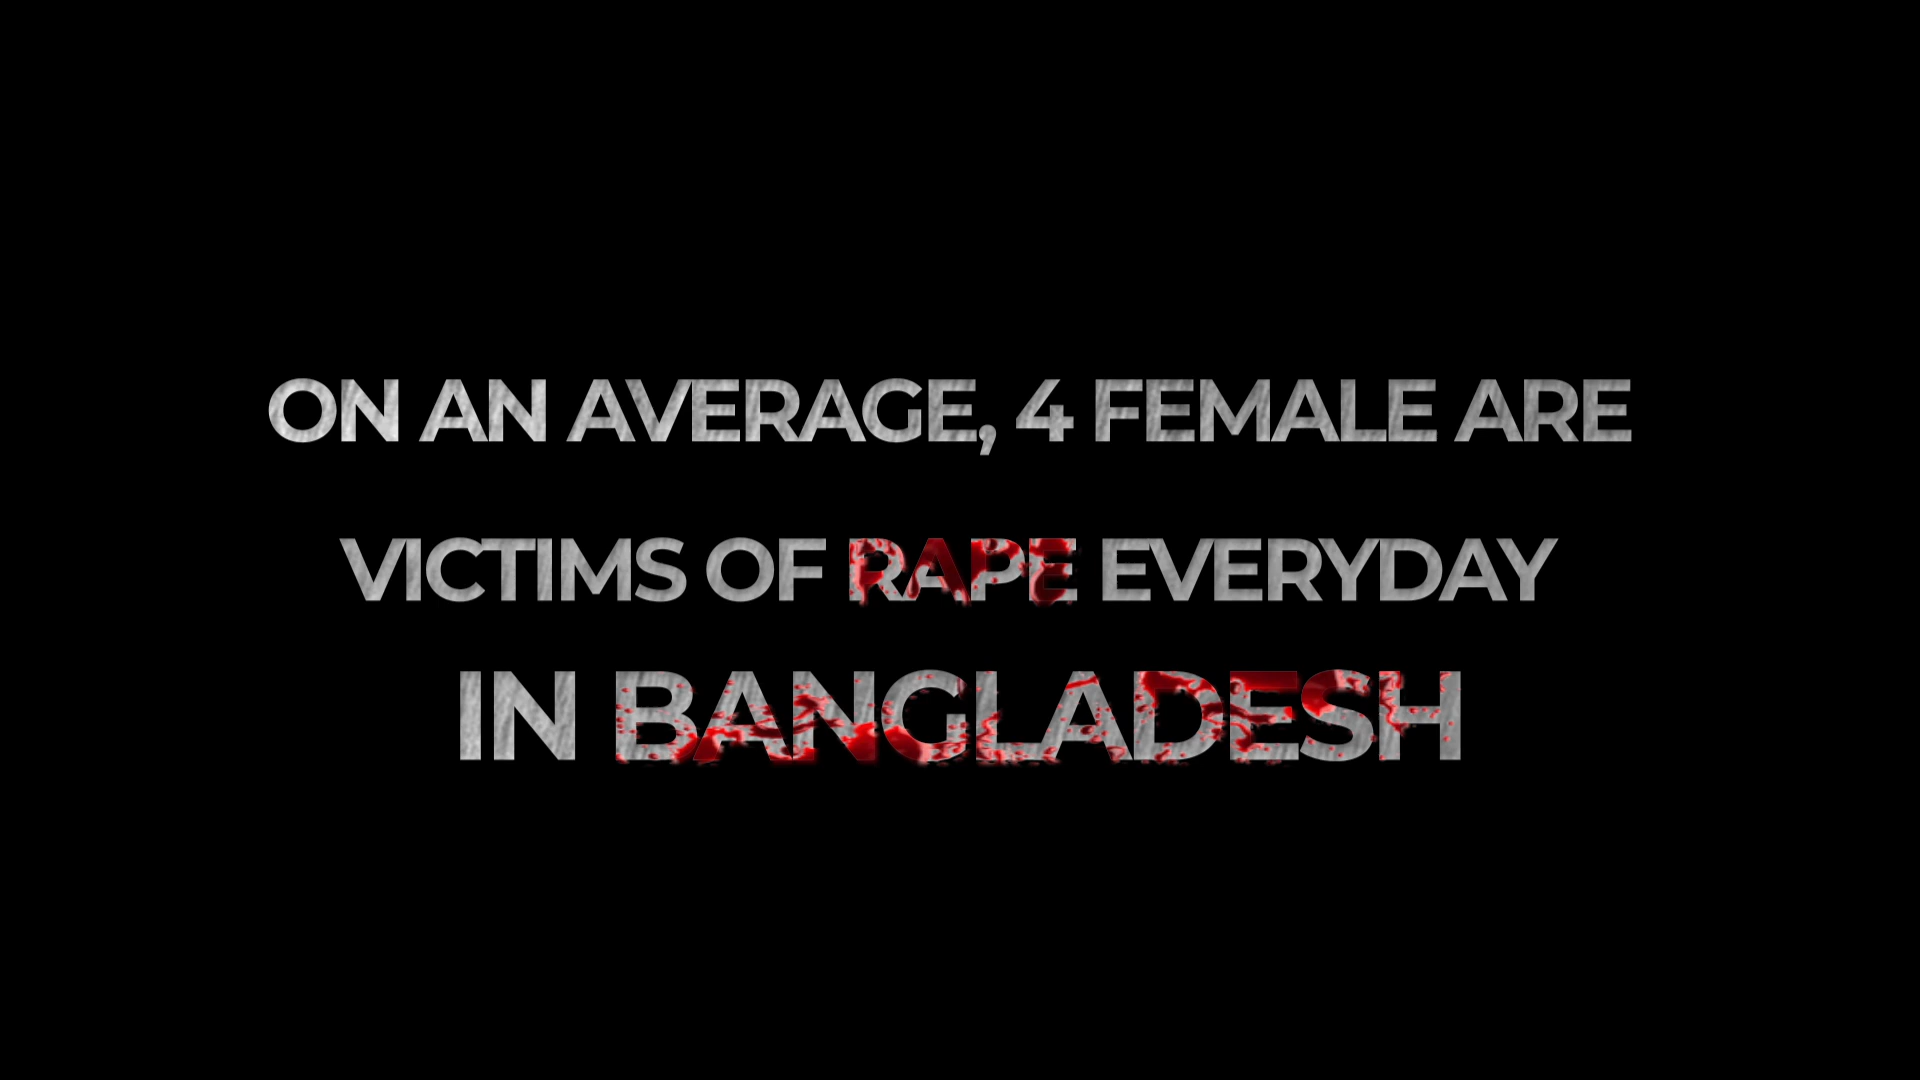 ON AN AVERAGE, 4 FEMALE ARE
VICTIMS OF RAPE EVERYDAY
IN BANGLADESH